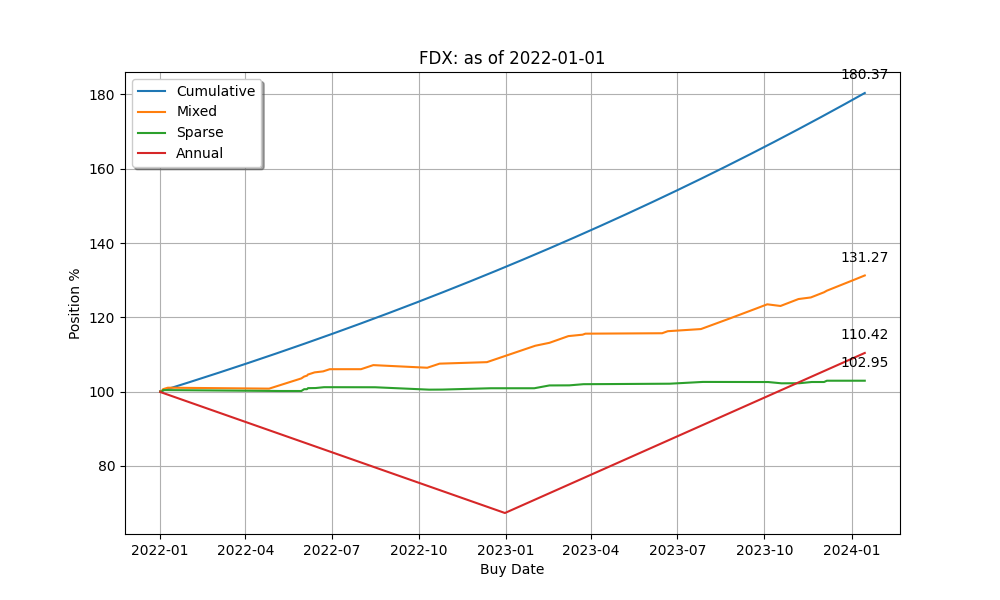 FDX: as of 2022-01-01
Cumulative
Mixed
Sparse
Annual
180.37
131.27
110.42
102.95
Position %
180
160
140
120
100
80
2022-01 2022-04 2022-07 2022-10 2023-01 2023-04 2023-07 2023-10 2024-01
Buy Date